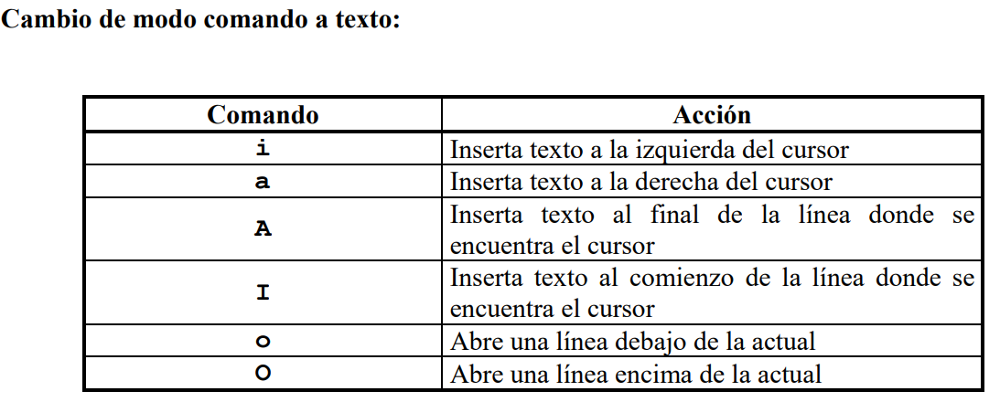 Cambio de modo comando a texto:
Comando Acción
i Inserta texto a la izquierda del cursor
a Inserta texto a la derecha del cursor
A Inserta texto al final de la línea donde se
encuentra el cursor
I Inserta texto al comienzo de la línea donde se
encuentra el cursor
o Abre una línea debajo de la actual
O Abre una línea encima de la actual